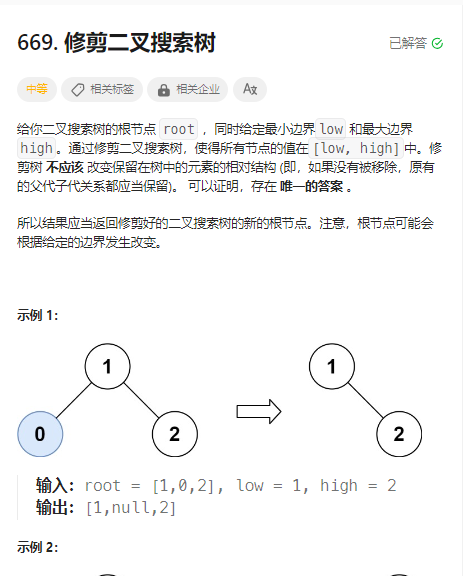 669. 修剪二叉搜索树
已解答
中等 相关标签 相关企业 Aあ
给你二叉搜索树的根节点 root ，同时给定最小边界low 和最大边界
high。通过修剪二叉搜索树，使得所有节点的值在[low, high]中。修
剪树 不应该 改变保留在树中的元素的相对结构 (即，如果没有被移除，原有
的父代子代关系都应当保留)。 可以证明，存在 唯一的答案 。
所以结果应当返回修剪好的二叉搜索树的新的根节点。注意，根节点可能会
根据给定的边界发生改变。
示例 1：
1 1
0 2 2
输入：root = [1,0,2], low = 1, high = 2
输出：[1,null,2]
示例 2：